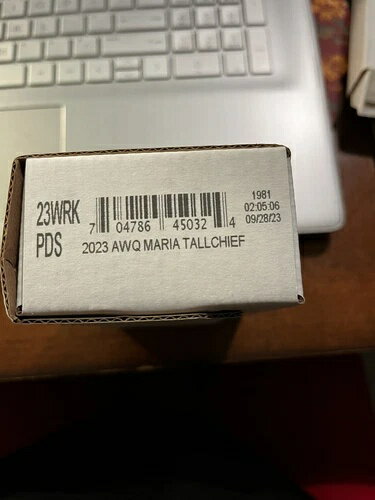 23WRK
PDS
7 04786 45032 4
2023 AWQ MARIA TALLCHIEF
1981
02:05:06
09/28/23